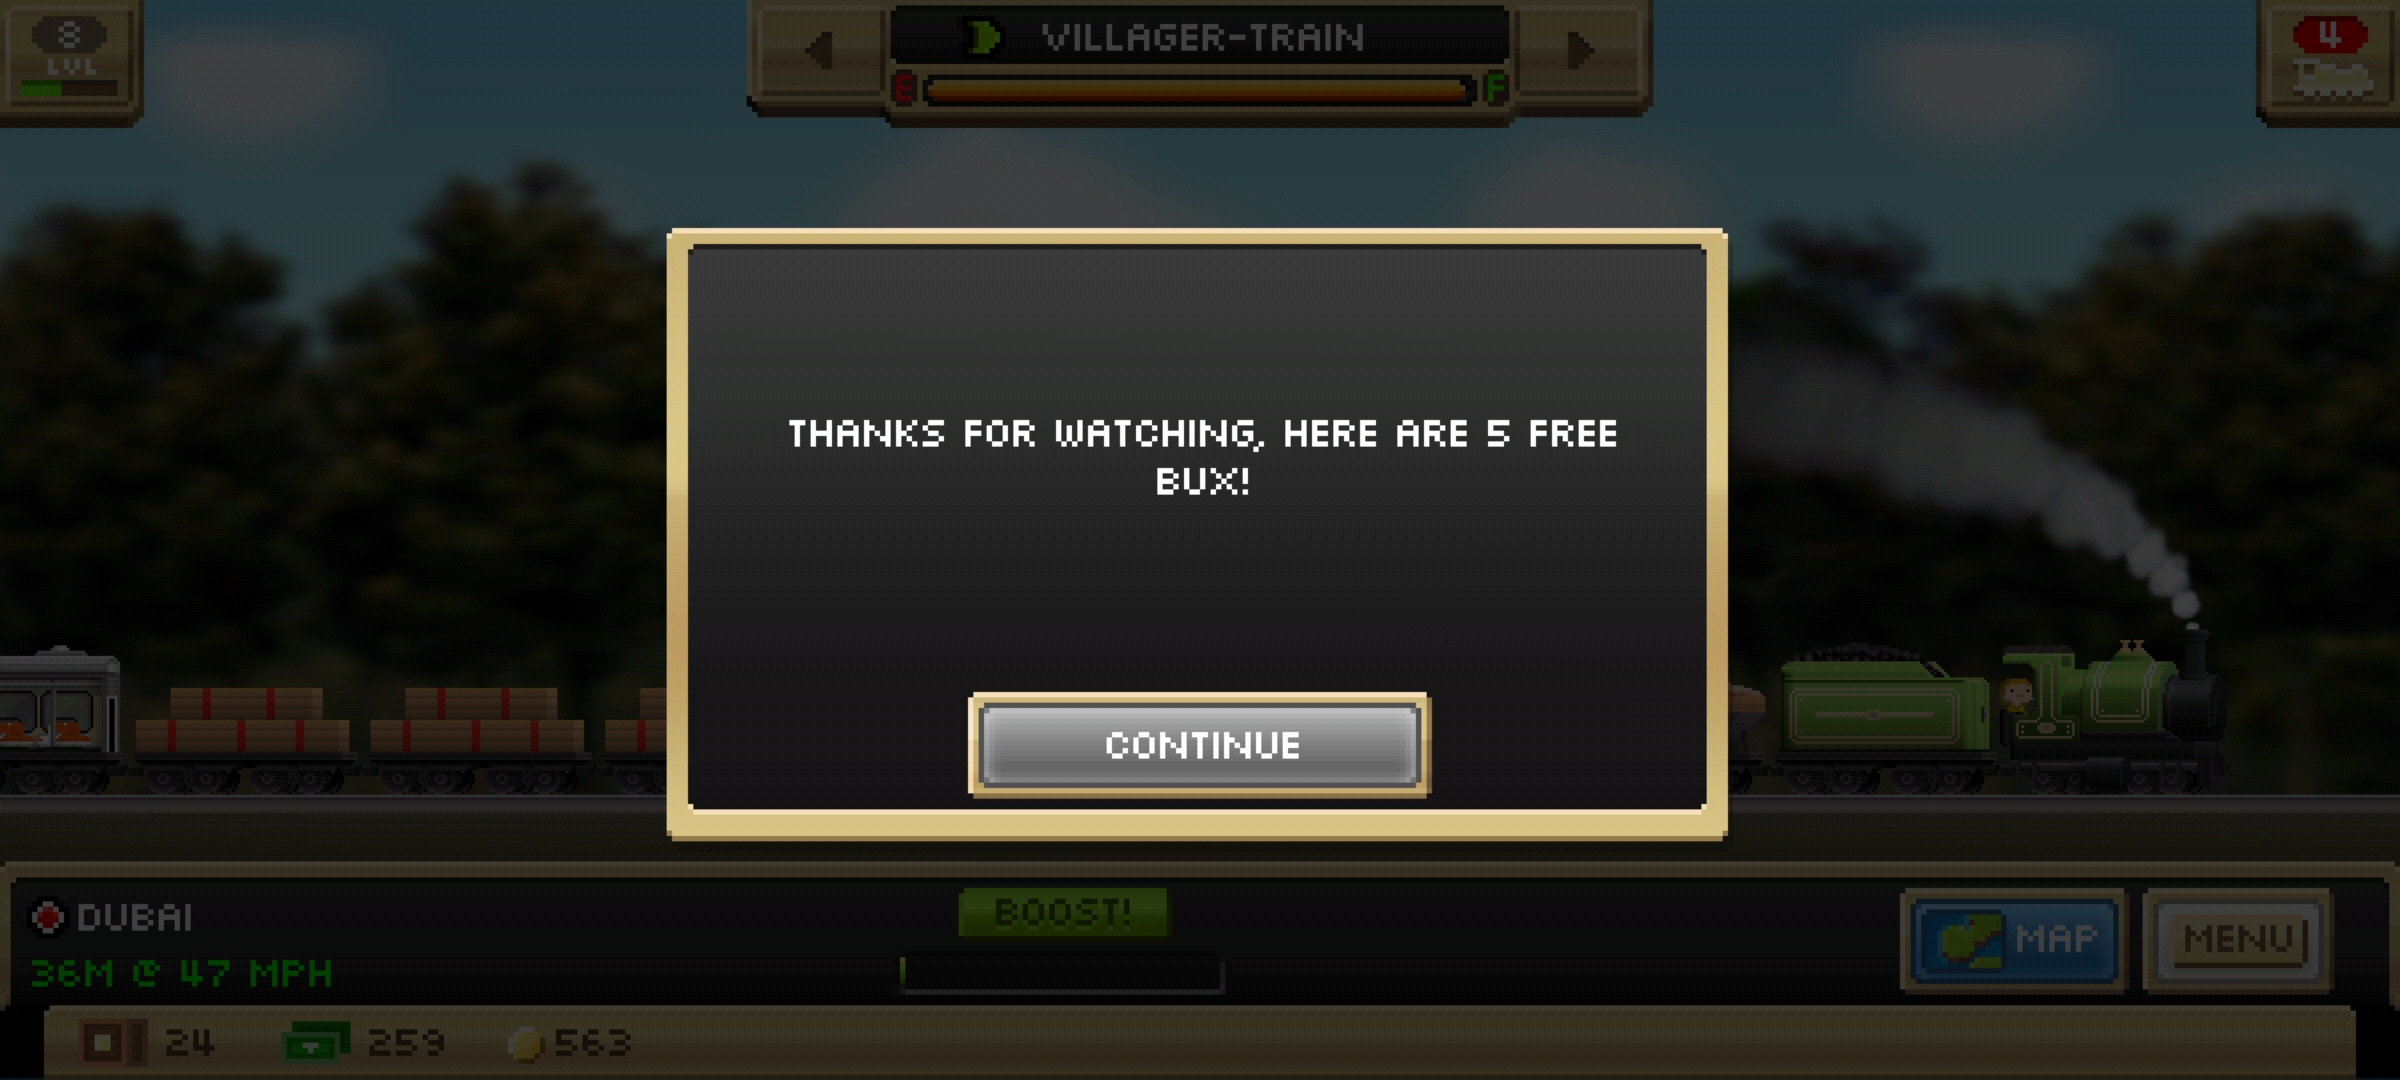 8
LVL
VILLAGER-TRAIN
E F
4
THANKS FOR WATCHING, HERE ARE 5 FREE
BUX!
CONTINUE
DUBAI
36M @ 47 MPH
BOOST!
MAP
MENU
24 259 563